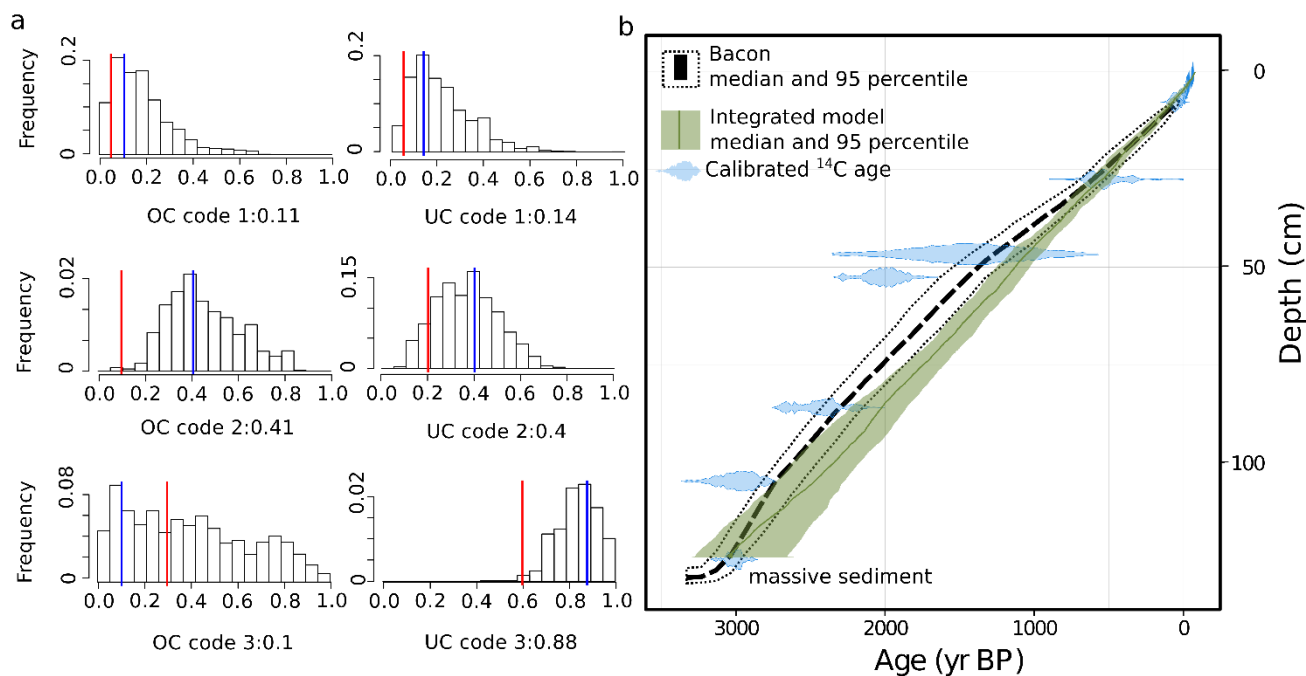 a
Frequency
0.2
0
0.0 0.2 0.4 0.6 0.8 1.0
OC code 1:0.11
0.2
0
0.0 0.2 0.4 0.6 0.8 1.0
UC code 1:0.14
Frequency
0.02
0
0.0 0.2 0.4 0.6 0.8 1.0
OC code 2:0.41
0.15
0
0.0 0.2 0.4 0.6 0.8 1.0
UC code 2:0.4
Frequency
0.08
0
0.0 0.2 0.4 0.6 0.8 1.0
OC code 3:0.1
0.02
0
0.0 0.2 0.4 0.6 0.8 1.0
UC code 3:0.88
b
Bacon
median and 95 percentile
Integrated model
median and 95 percentile
Calibrated ¹⁴C age
massive sediment
0
50
100
Depth (cm)
3000 2000 1000 0
Age (yr BP)